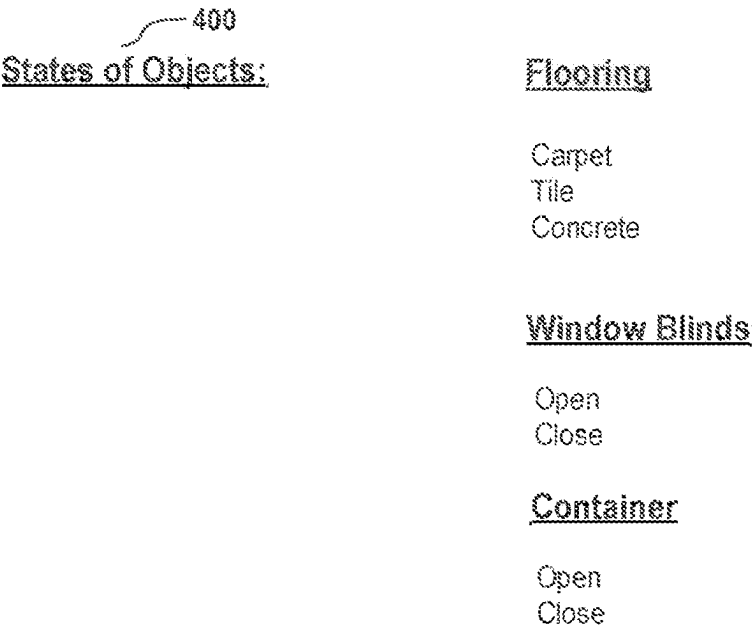 400
States of Objects:
Flooring
Carpet
Tile
Concrete
Window Blinds
Open
Close
Container
Open
Close